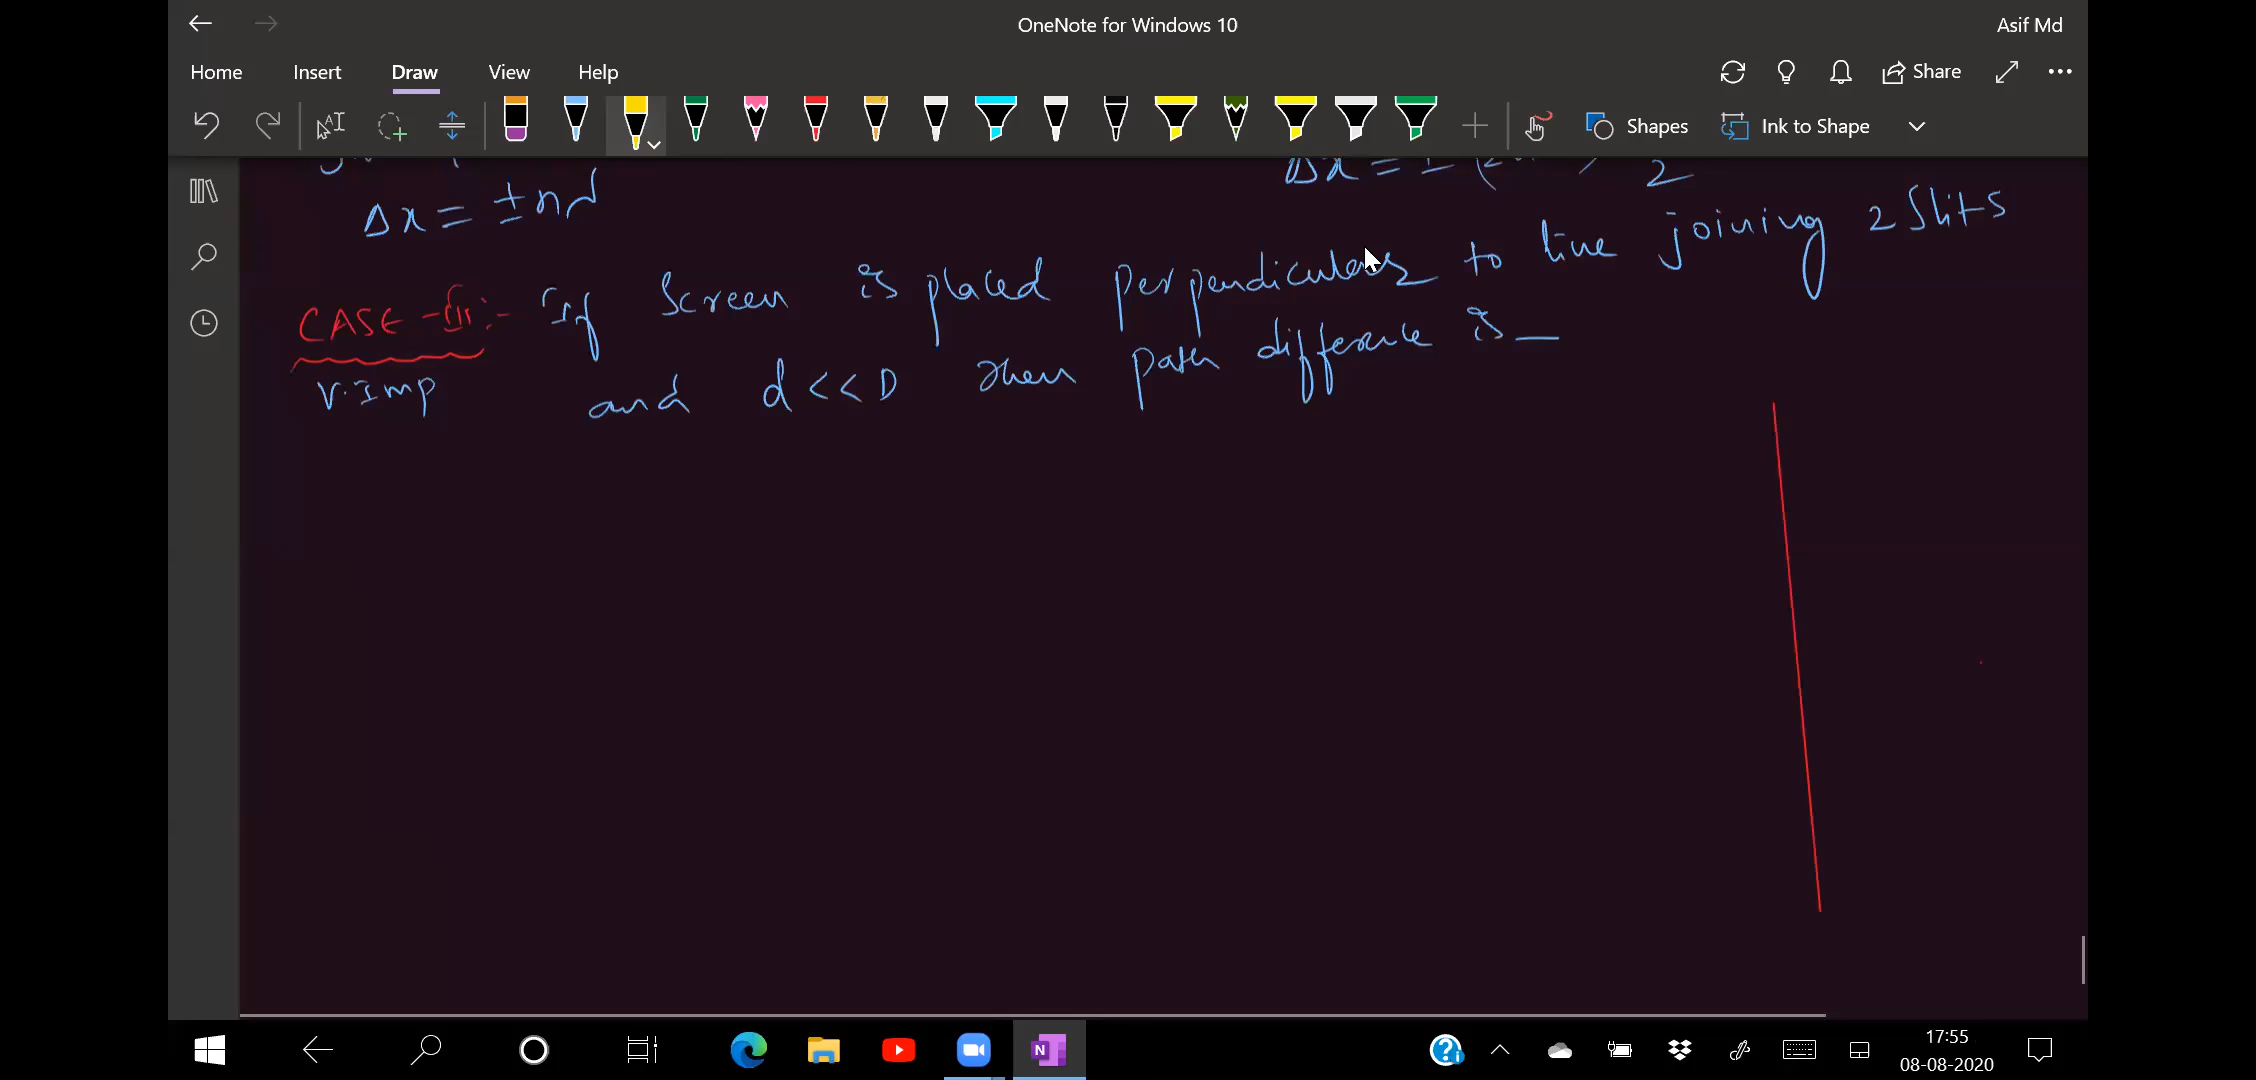 OneNote for Windows 10
Asif Md
Home Insert Draw View Help
Share
Shapes Ink to Shape
Δx = ±nλ
2
CASE-III:- If Screen is placed perpendicular to line joining 2 Slits
V.Imp and d<<D then path difference is _
17:55
08-08-2020